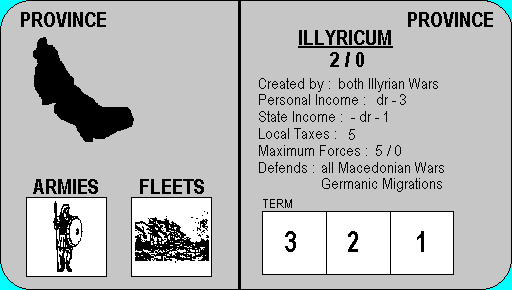 PROVINCE
ARMIES FLEETS
PROVINCE
ILLYRICUM
2 / 0
Created by : both Illyrian Wars
Personal Income : dr - 3
State Income : - dr - 1
Local Taxes : 5
Maximum Forces : 5 / 0
Defends : all Macedonian Wars
Germanic Migrations
TERM
3 2 1